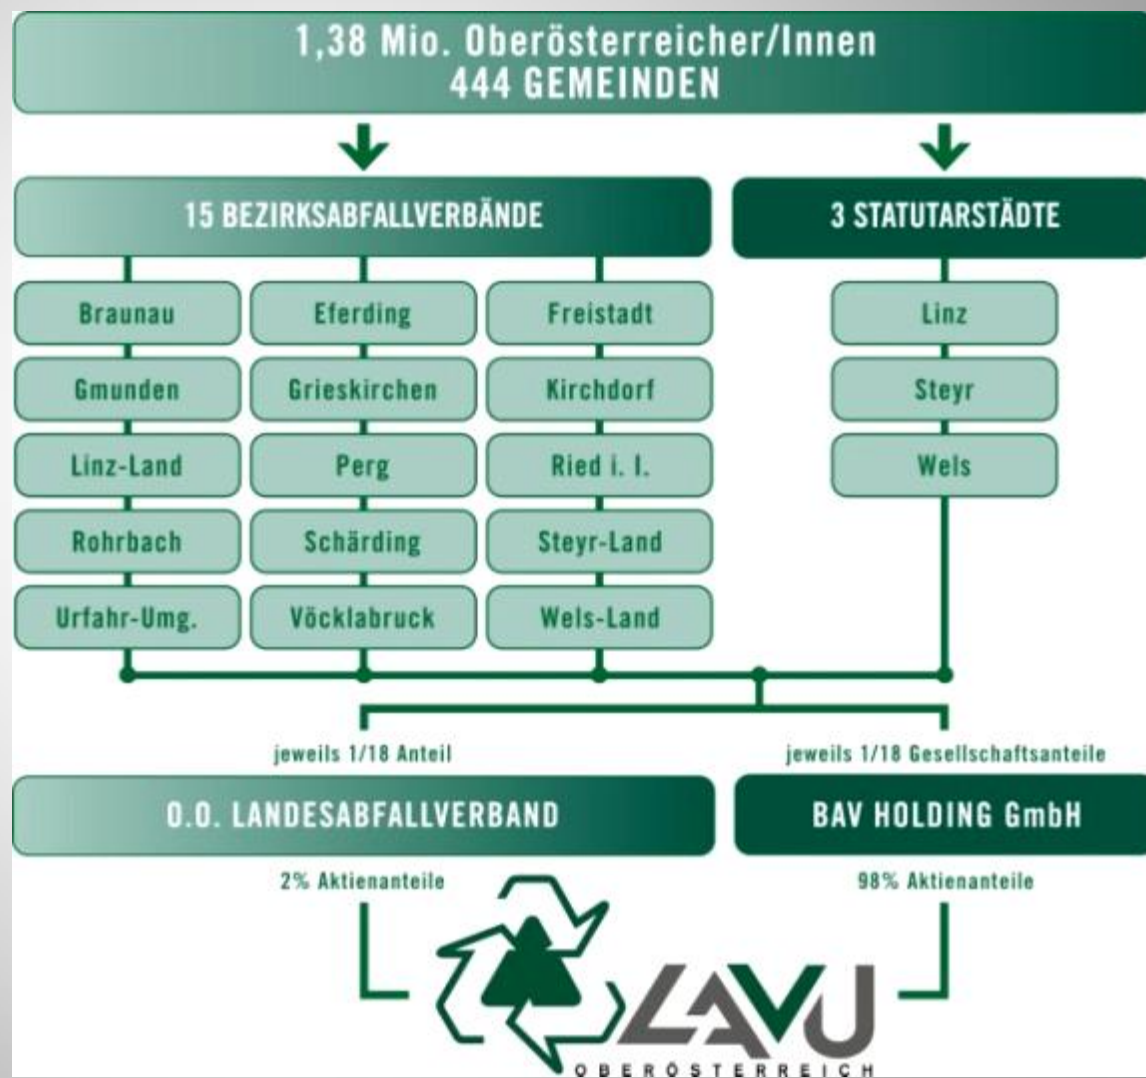 1,38 Mio. Oberösterreicher/Innen
444 GEMEINDEN
15 BEZIRKSABFALLVERBÄNDE
3 STATUTARSTÄDTE
Braunau
Eferding
Freistadt
Linz
Gmunden
Grieskirchen
Kirchdorf
Steyr
Linz-Land
Perg
Ried i. I.
Wels
Rohrbach
Schärding
Steyr-Land
Urfahr-Umg.
Vöcklabruck
Wels-Land
jeweils 1/18 Anteil
jeweils 1/18 Gesellschaftsanteile
O.O. LANDESABFALLVERBAND
BAV HOLDING GmbH
2% Aktienanteile
98% Aktienanteile
LAVU
OBERÖSTERREICH